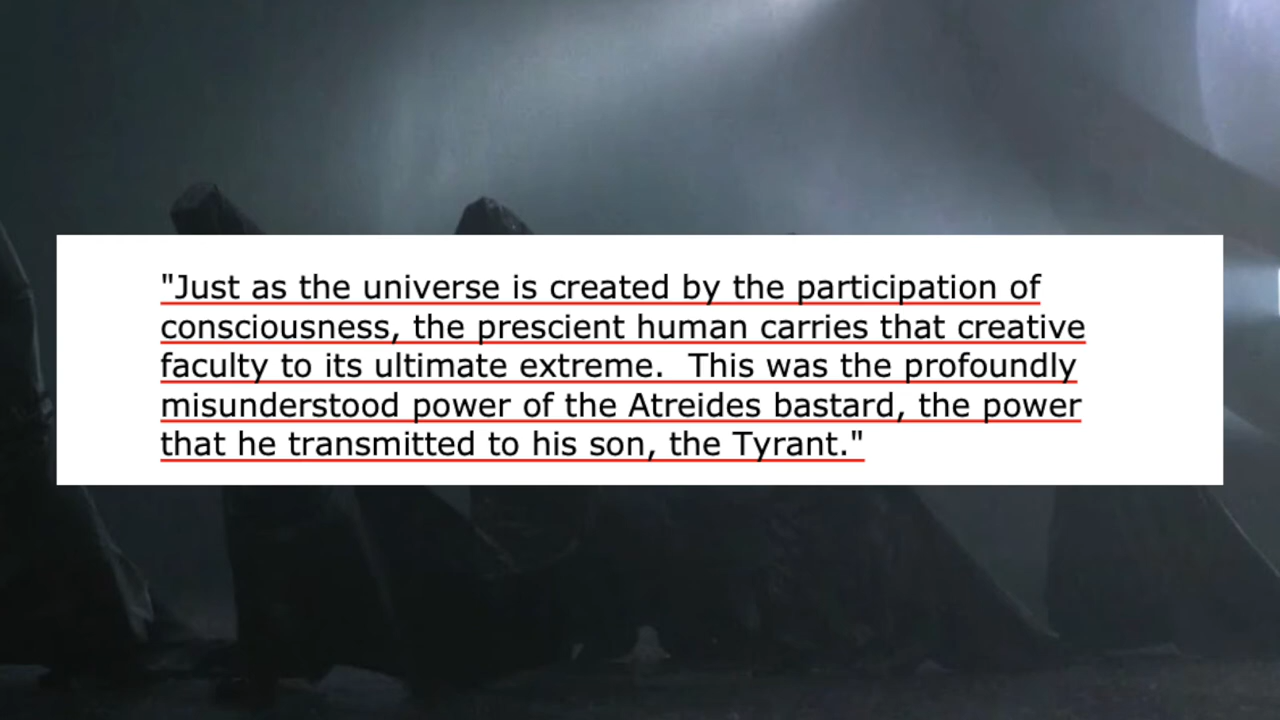 "Just as the universe is created by the participation of
consciousness, the prescient human carries that creative
faculty to its ultimate extreme.  This was the profoundly
misunderstood power of the Atreides bastard, the power
that he transmitted to his son, the Tyrant."